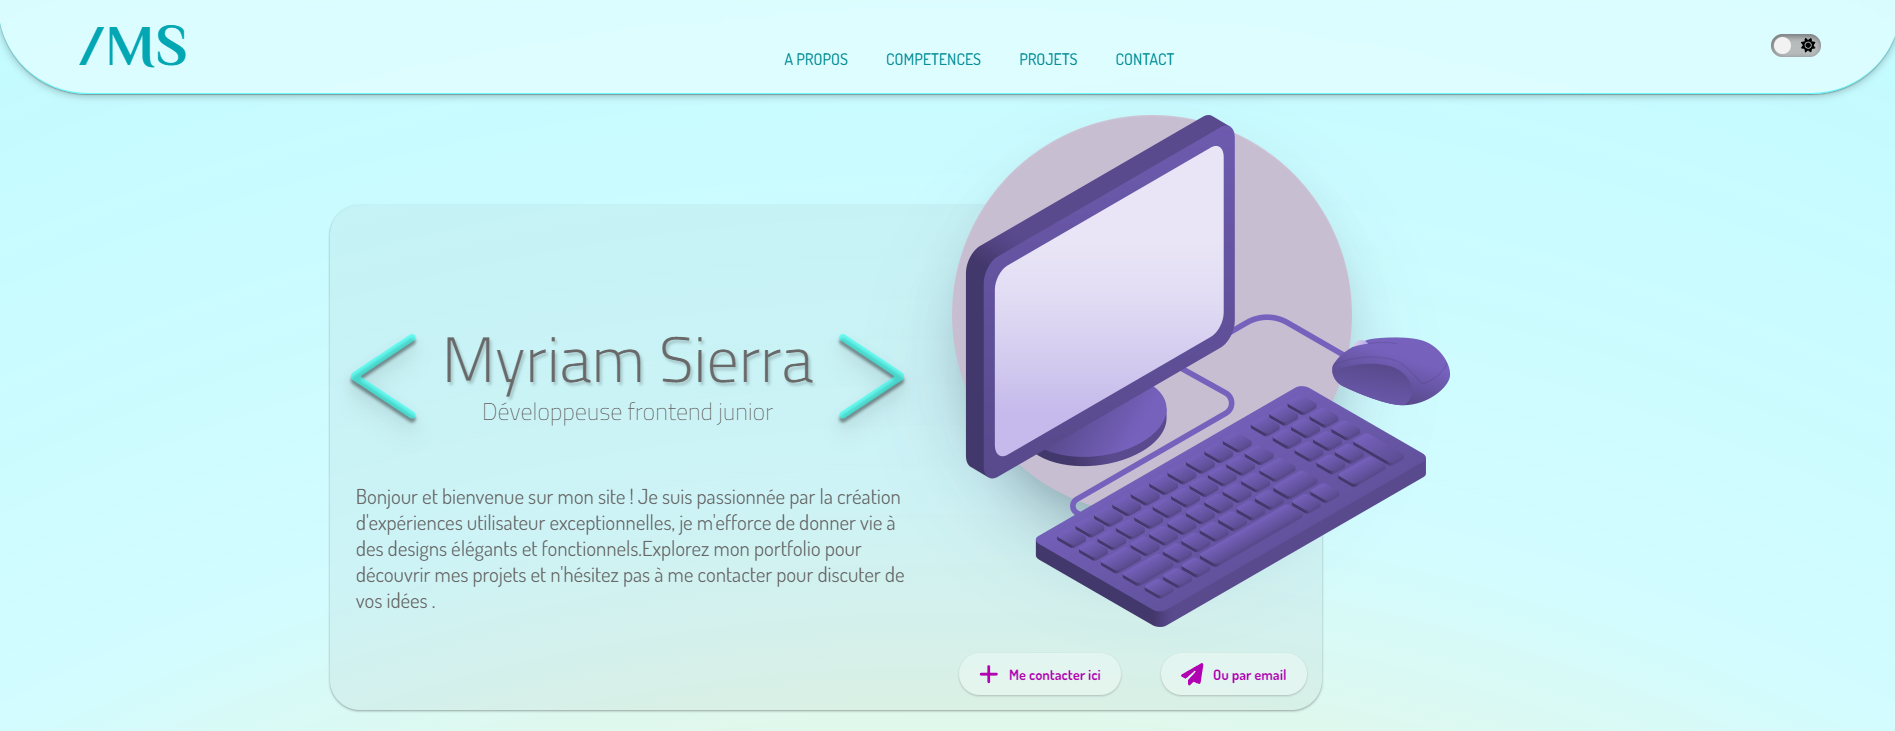 /MS
A PROPOS
COMPETENCES
PROJETS
CONTACT
Myriam Sierra
Développeuse frontend junior
Bonjour et bienvenue sur mon site ! Je suis passionnée par la création
d'expériences utilisateur exceptionnelles, je m'efforce de donner vie à
des designs élégants et fonctionnels.Explorez mon portfolio pour
découvrir mes projets et n'hésitez pas à me contacter pour discuter de
vos idées .
Me contacter ici
Ou par email